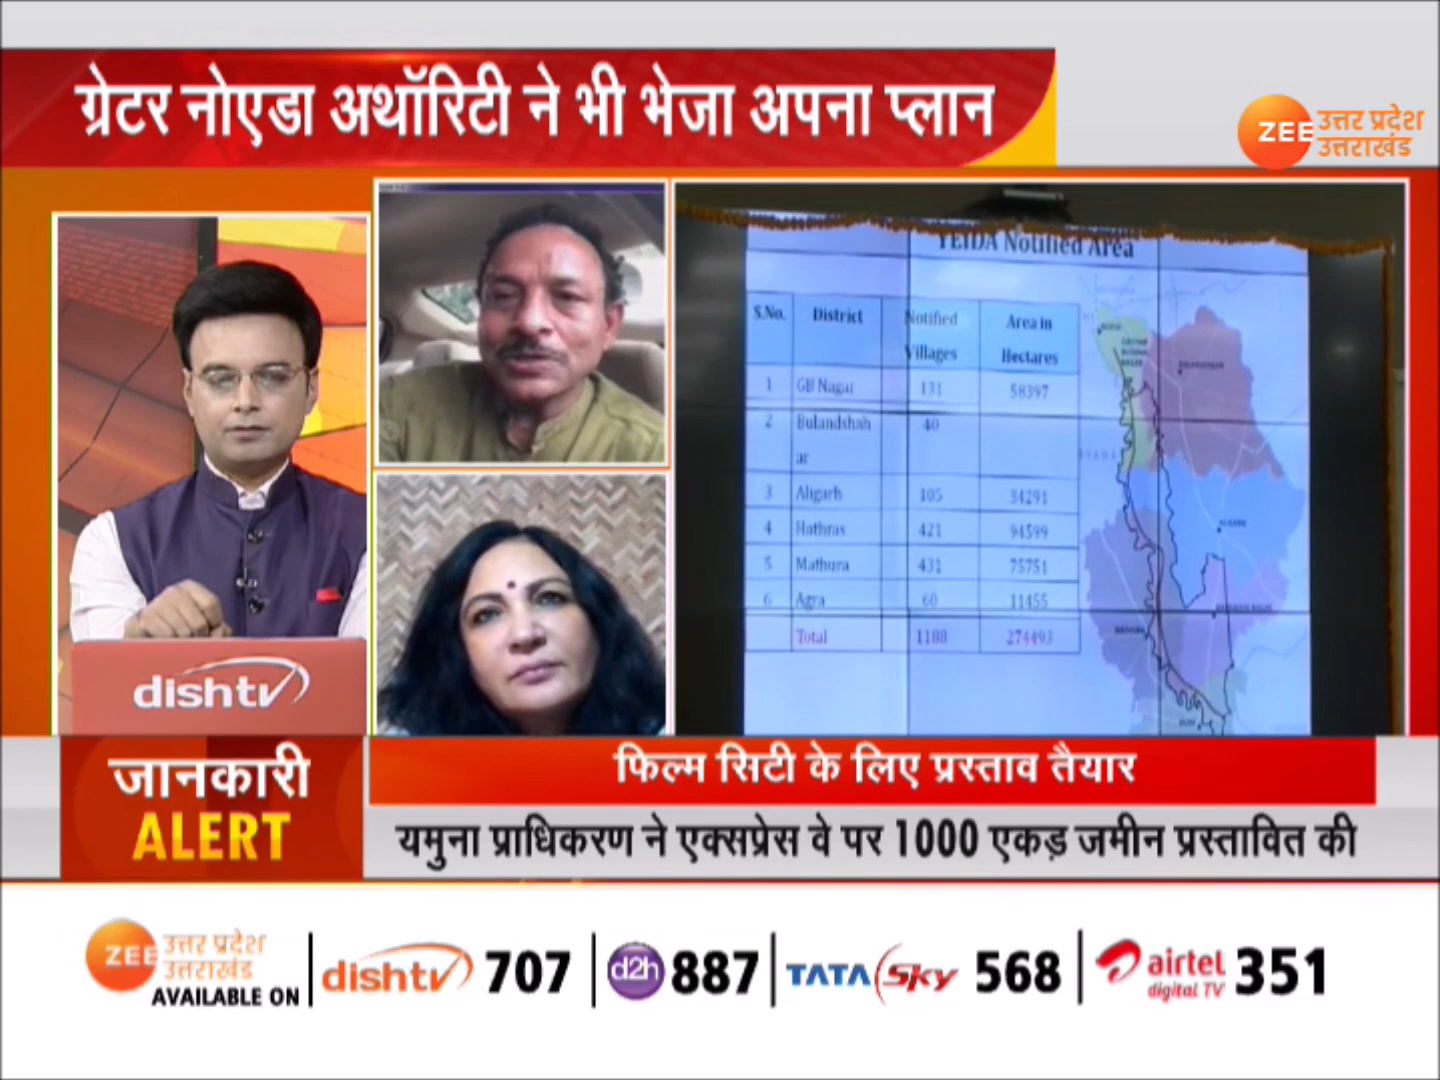 ग्रेटर नोएडा अथॉरिटी ने भी भेजा अपना प्लान
ZEE उत्तर प्रदेश
उत्तराखंड
YEIDA Notified Area
S.No. District Notified Villages Area in Hectares
1 GB Nagar 131 58397
2 Bulandshahar 40
3 Aligarh 105 34291
4 Hathras 421 94599
5 Mathura 431 75751
6 Agra 60 11455
Total 1188 274493
dishtv
जानकारी
ALERT
फिल्म सिटी के लिए प्रस्ताव तैयार
यमुना प्राधिकरण ने एक्सप्रेस वे पर 1000 एकड़ जमीन प्रस्तावित की
ZEE उत्तर प्रदेश
उत्तराखंड
AVAILABLE ON
dishtv 707
d2h 887
TATA Sky 568
airtel digital TV 351